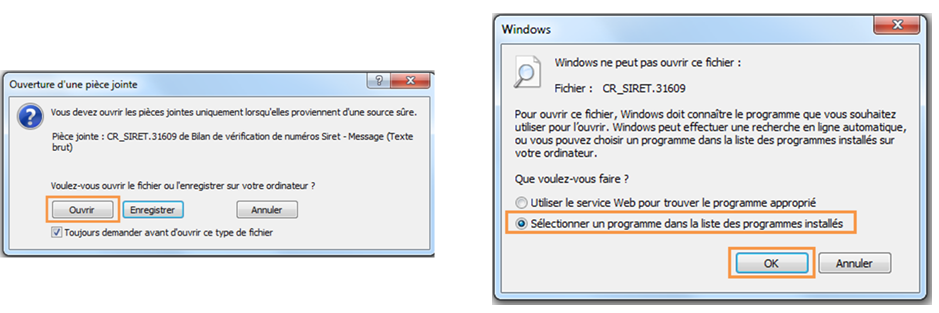 Ouverture d'une pièce jointe
Vous devez ouvrir les pièces jointes uniquement lorsqu'elles proviennent d'une source sûre.
Pièce jointe : CR_SIRET.31609 de Bilan de vérification de numéros Siret - Message (Texte
brut)
Voulez-vous ouvrir le fichier ou l'enregistrer sur votre ordinateur ?
Ouvrir Enregistrer Annuler
Toujours demander avant d'ouvrir ce type de fichier
Windows
Windows ne peut pas ouvrir ce fichier :
Fichier : CR_SIRET.31609
Pour ouvrir ce fichier, Windows doit connaître le programme que vous souhaitez
utiliser pour l'ouvrir. Windows peut effectuer une recherche en ligne automatique,
ou vous pouvez choisir un programme dans la liste des programmes installés sur
votre ordinateur.
Que voulez-vous faire ?
Utiliser le service Web pour trouver le programme approprié
Sélectionner un programme dans la liste des programmes installés
OK Annuler